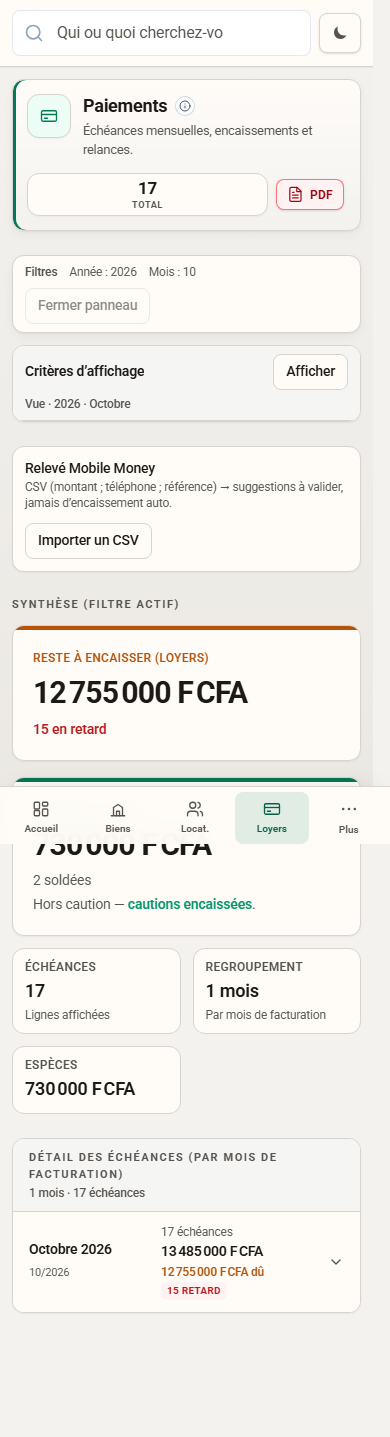 Qui ou quoi cherchez-vo
Paiements
Échéances mensuelles, encaissements et
relances.
17
TOTAL
PDF
Filtres Année : 2026 Mois : 10
Fermer panneau
Critères d’affichage
Afficher
Vue · 2026 · Octobre
Relevé Mobile Money
CSV (montant ; téléphone ; référence) → suggestions à valider,
jamais d’encaissement auto.
Importer un CSV
SYNTHÈSE (FILTRE ACTIF)
RESTE À ENCAISSER (LOYERS)
12 755 000 FCFA
15 en retard
Accueil
Biens
Locat.
Loyers
Plus
730 000 FCFA
2 soldées
Hors caution — cautions encaissées.
ÉCHÉANCES
17
Lignes affichées
REGROUPEMENT
1 mois
Par mois de facturation
ESPÈCES
730 000 FCFA
DÉTAIL DES ÉCHÉANCES (PAR MOIS DE
FACTURATION)
1 mois · 17 échéances
Octobre 2026
10/2026
17 échéances
13 485 000 FCFA
12 755 000 FCFA dû
15 RETARD